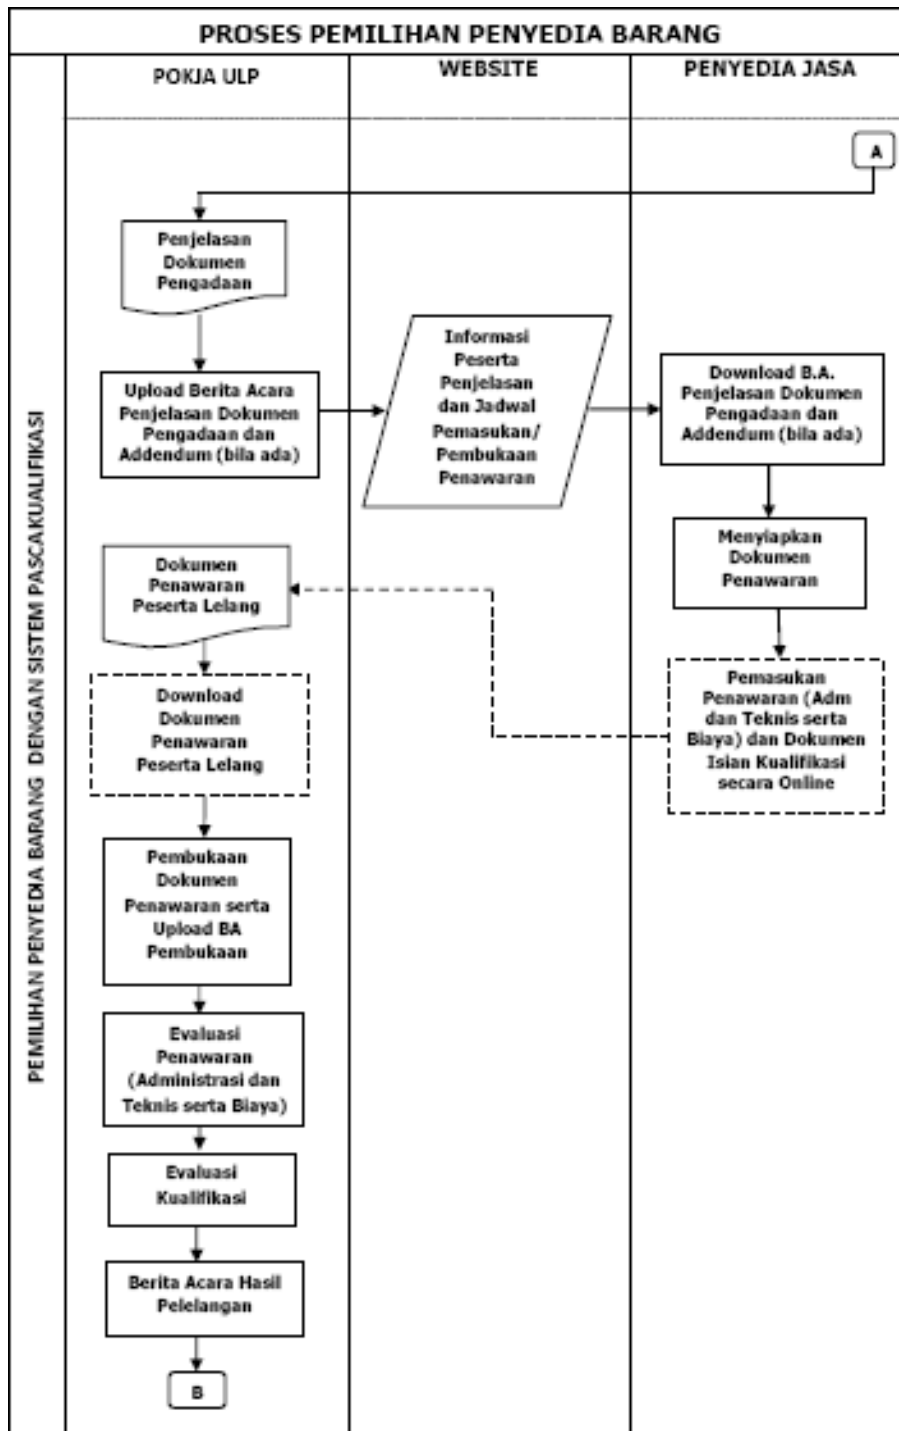 PROSES PEMILIHAN PENYEDIA BARANG
POKJA ULP
WEBSITE
PENYEDIA JASA
PEMILIHAN PENYEDIA BARANG DENGAN SISTEM PASCAKUALIFIKASI
A
Penjelasan
Dokumen
Pengadaan
Upload Berita Acara
Penjelasan Dokumen
Pengadaan dan
Addendum (bila ada)
Informasi
Peserta
Penjelasan
dan Jadwal
Pemasukan/
Pembukaan
Penawaran
Download B.A.
Penjelasan Dokumen
Pengadaan dan
Addendum (bila ada)
Menyiapkan
Dokumen
Penawaran
Pemasukan
Penawaran (Adm
dan Teknis serta
Biaya) dan Dokumen
Isian Kualifikasi
secara Online
Dokumen
Penawaran
Peserta Lelang
Download
Dokumen
Penawaran
Peserta Lelang
Pembukaan
Dokumen
Penawaran serta
Upload BA
Pembukaan
Evaluasi
Penawaran
(Administrasi dan
Teknis serta Biaya)
Evaluasi
Kualifikasi
Berita Acara Hasil
Pelelangan
B